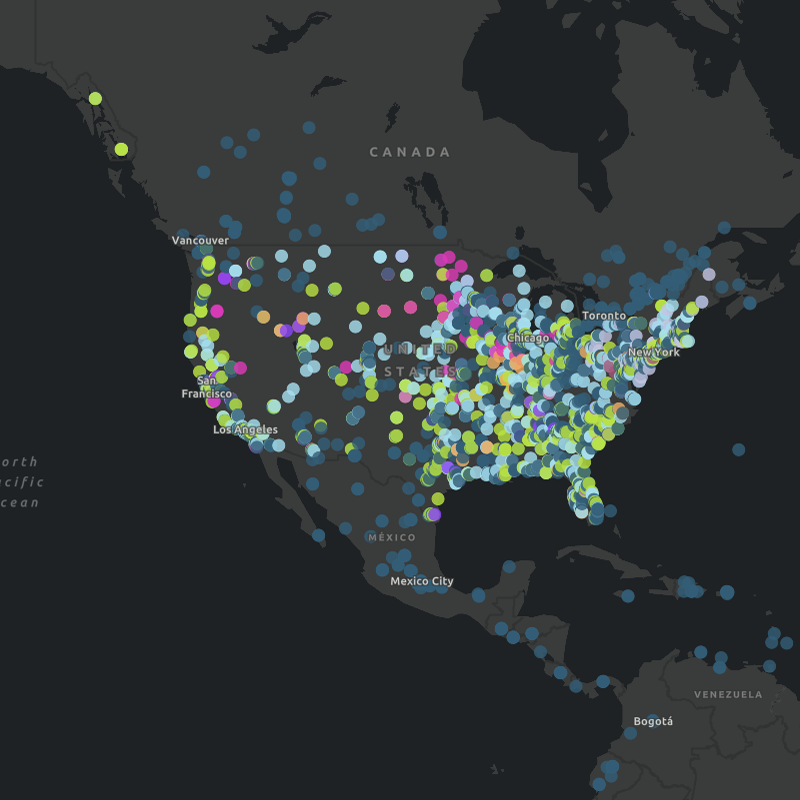 CANADA
Vancouver
Toronto
Chicago
UNITED
New York
STATES
San
Francisco
Los Angeles
orth
acific
cean
MÉXICO
Mexico City
VENEZUELA
Bogotá